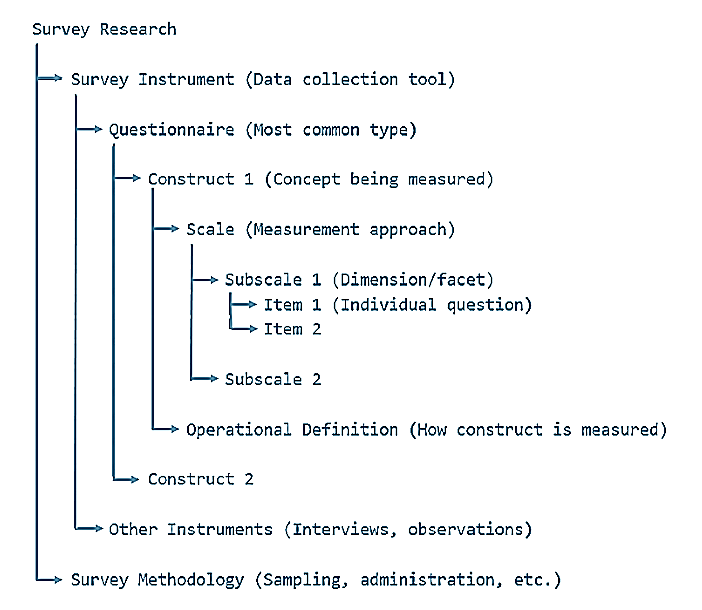 Survey Research
Survey Instrument (Data collection tool)
Questionnaire (Most common type)
Construct 1 (Concept being measured)
Scale (Measurement approach)
Subscale 1 (Dimension/facet)
Item 1 (Individual question)
Item 2
Subscale 2
Operational Definition (How construct is measured)
Construct 2
Other Instruments (Interviews, observations)
Survey Methodology (Sampling, administration, etc.)